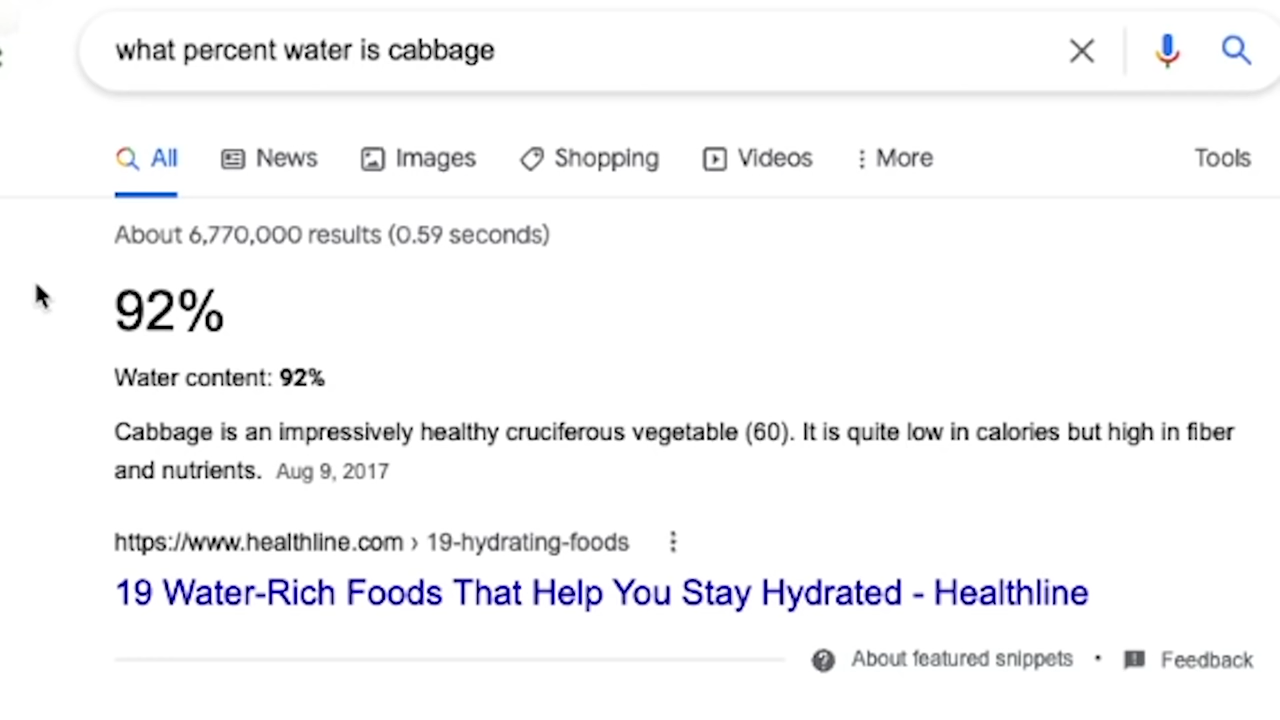 what percent water is cabbage
All News Images Shopping Videos More Tools
About 6,770,000 results (0.59 seconds)
92%
Water content: 92%
Cabbage is an impressively healthy cruciferous vegetable (60). It is quite low in calories but high in fiber
and nutrients. Aug 9, 2017
https://www.healthline.com › 19-hydrating-foods
19 Water-Rich Foods That Help You Stay Hydrated - Healthline
About featured snippets • Feedback